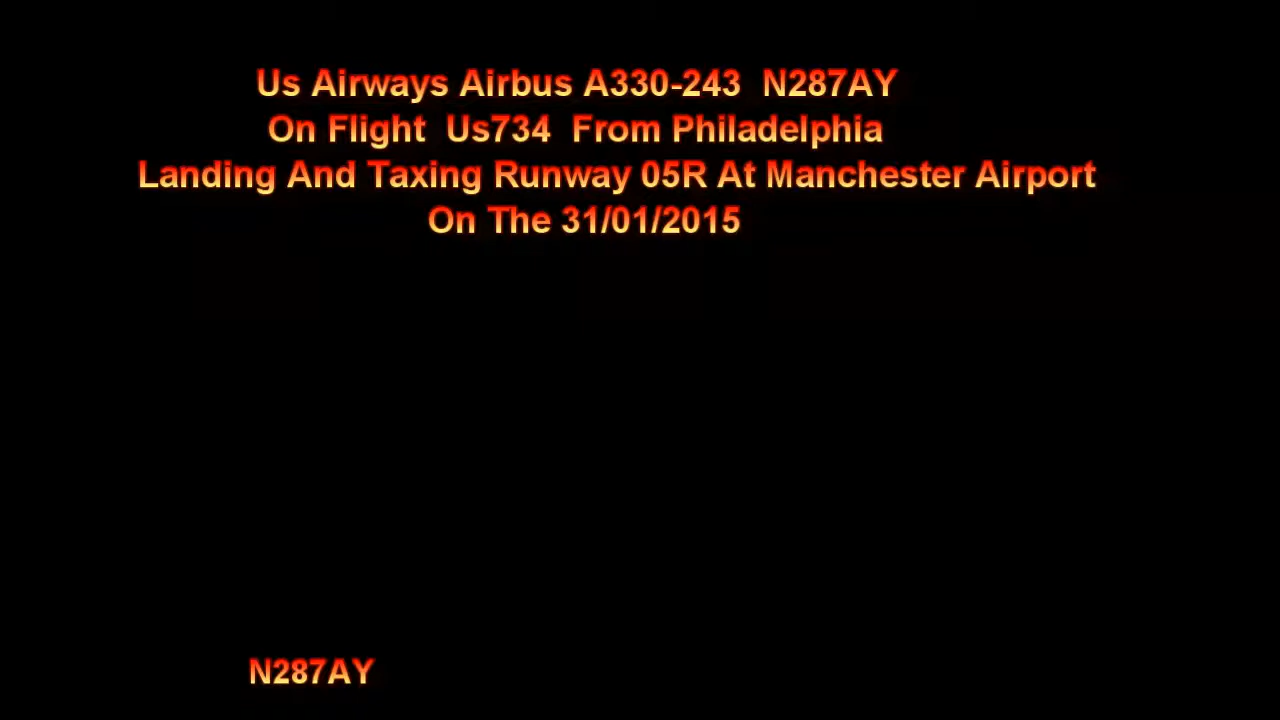 Us Airways Airbus A330-243 N287AY
On Flight Us734 From Philadelphia
Landing And Taxing Runway 05R At Manchester Airport
On The 31/01/2015
N287AY